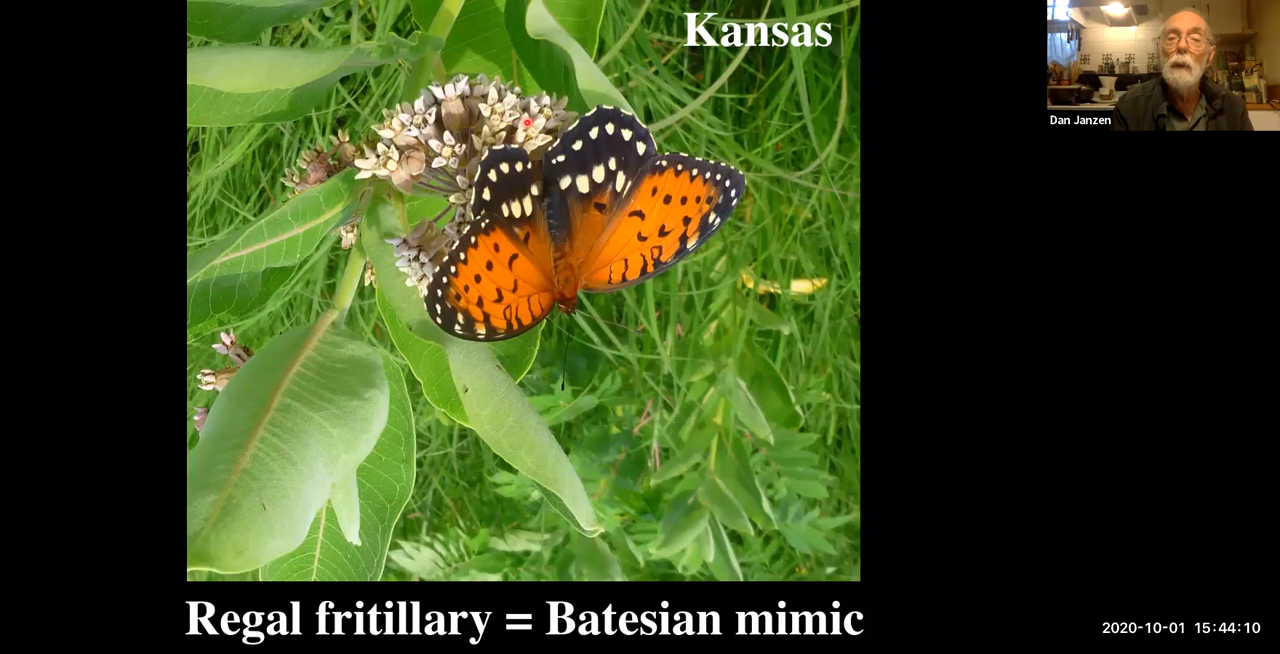 Kansas
Dan Janzen
Regal fritillary = Batesian mimic
2020-10-01 15:44:10